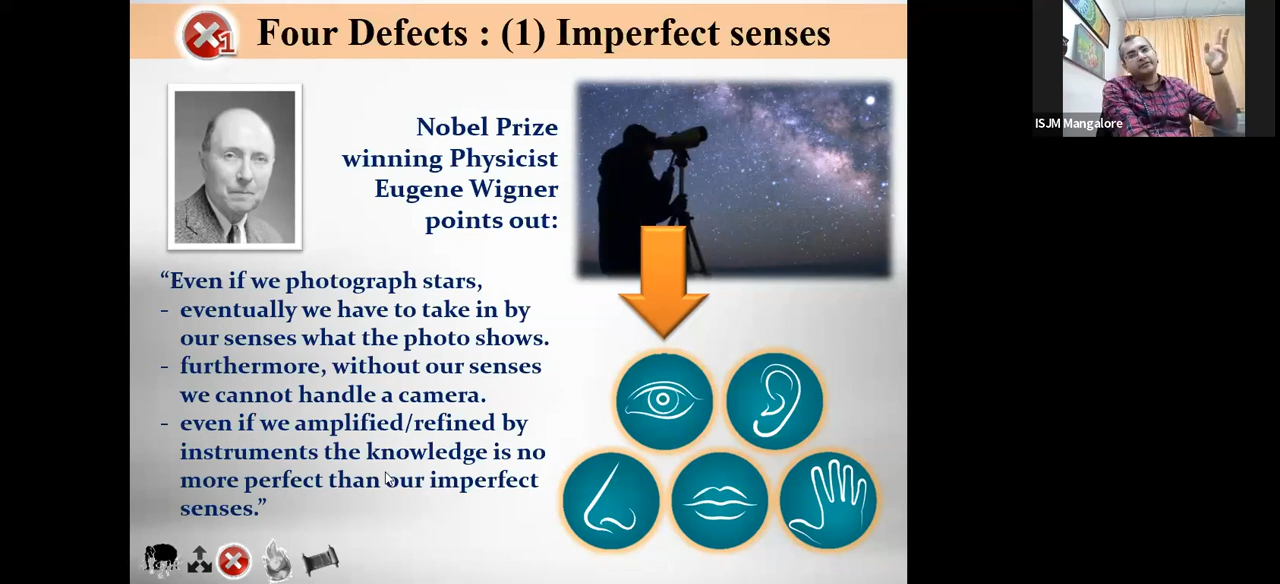 Four Defects : (1) Imperfect senses
1
Nobel Prize
winning Physicist
Eugene Wigner
points out:
“Even if we photograph stars,
- eventually we have to take in by
our senses what the photo shows.
- furthermore, without our senses
we cannot handle a camera.
- even if we amplified/refined by
instruments the knowledge is no
more perfect than our imperfect
senses.”
ISJM Mangalore